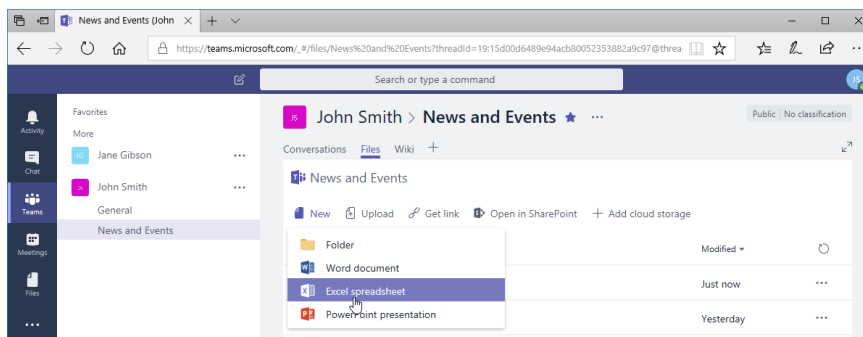 News and Events (John
https://teams.microsoft.com/_#/files/News%20and%20Events?threadId=19:15d00d6489e94acb80052353882a9c97@threa
Search or type a command
JS
Activity
Chat
Teams
Meetings
Files
Favorites
More
JG Jane Gibson
JS John Smith
General
News and Events
JS John Smith > News and Events
Public No classification
Conversations Files Wiki
News and Events
New Upload Get link Open in SharePoint Add cloud storage
Folder
Word document
Excel spreadsheet
PowerPoint presentation
Modified
Just now
Yesterday